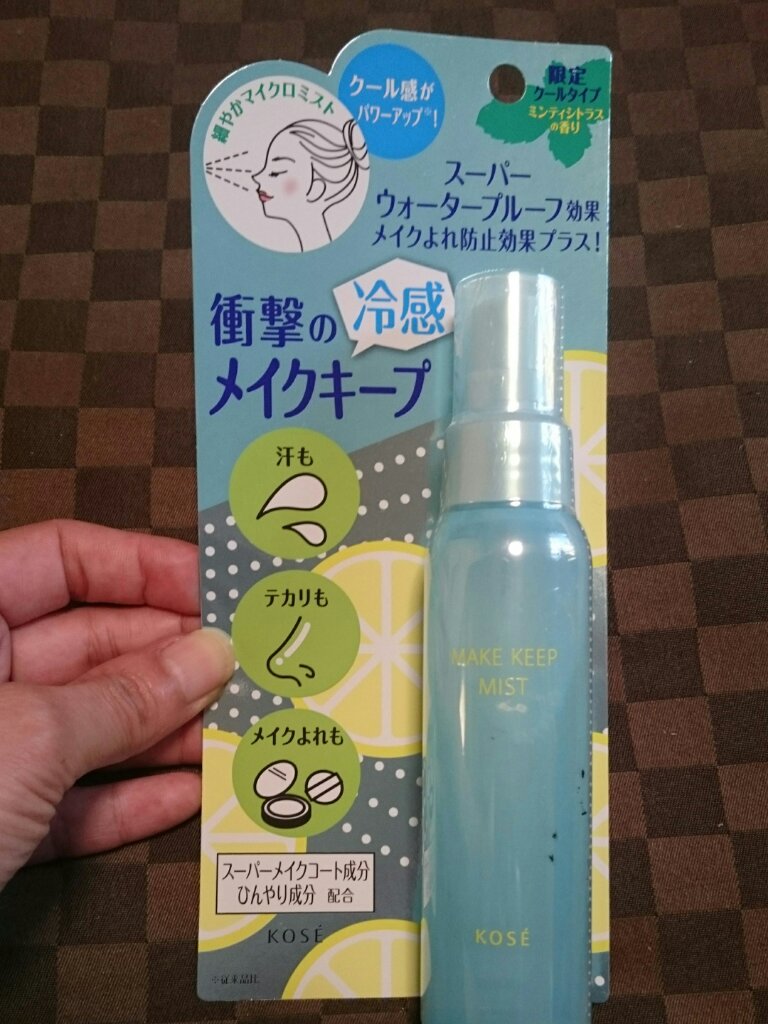 細やかマイクロミスト
クール感が
パワーアップ※!
限定
クールタイプ
ミンティシトラス
の香り
スーパー
ウォータープルーフ効果
メイクよれ防止効果プラス!
衝撃の
冷感
メイクキープ
汗も
テカリも
メイクよれも
スーパーメイクコート成分
ひんやり成分 配合
KOSÉ
※従来品比
MAKE KEEP
MIST
KOSÉ